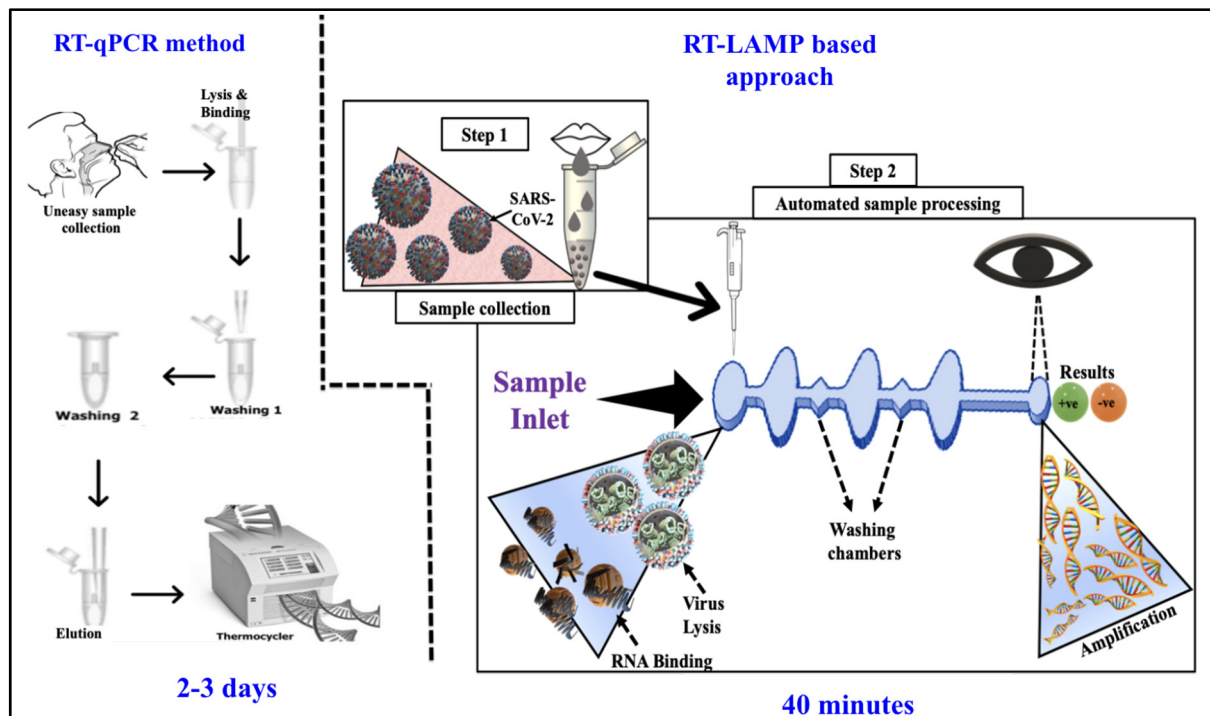 RT-qPCR method
Lysis &
Binding
Uneasy sample
collection
Washing 2
Washing 1
Elution
Thermocycler
2-3 days
RT-LAMP based
approach
Step 1
SARS-
CoV-2
Sample collection
Step 2
Automated sample processing
Sample
Inlet
Results
+ve
-ve
Washing
chambers
Virus
Lysis
RNA Binding
Amplification
40 minutes